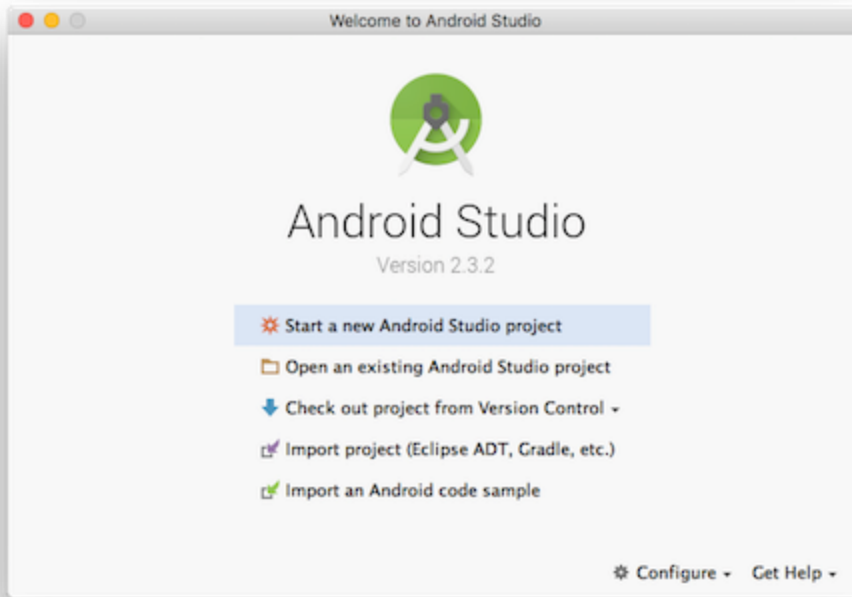 Welcome to Android Studio
Android Studio
Version 2.3.2
Start a new Android Studio project
Open an existing Android Studio project
Check out project from Version Control
Import project (Eclipse ADT, Gradle, etc.)
Import an Android code sample
Configure Get Help